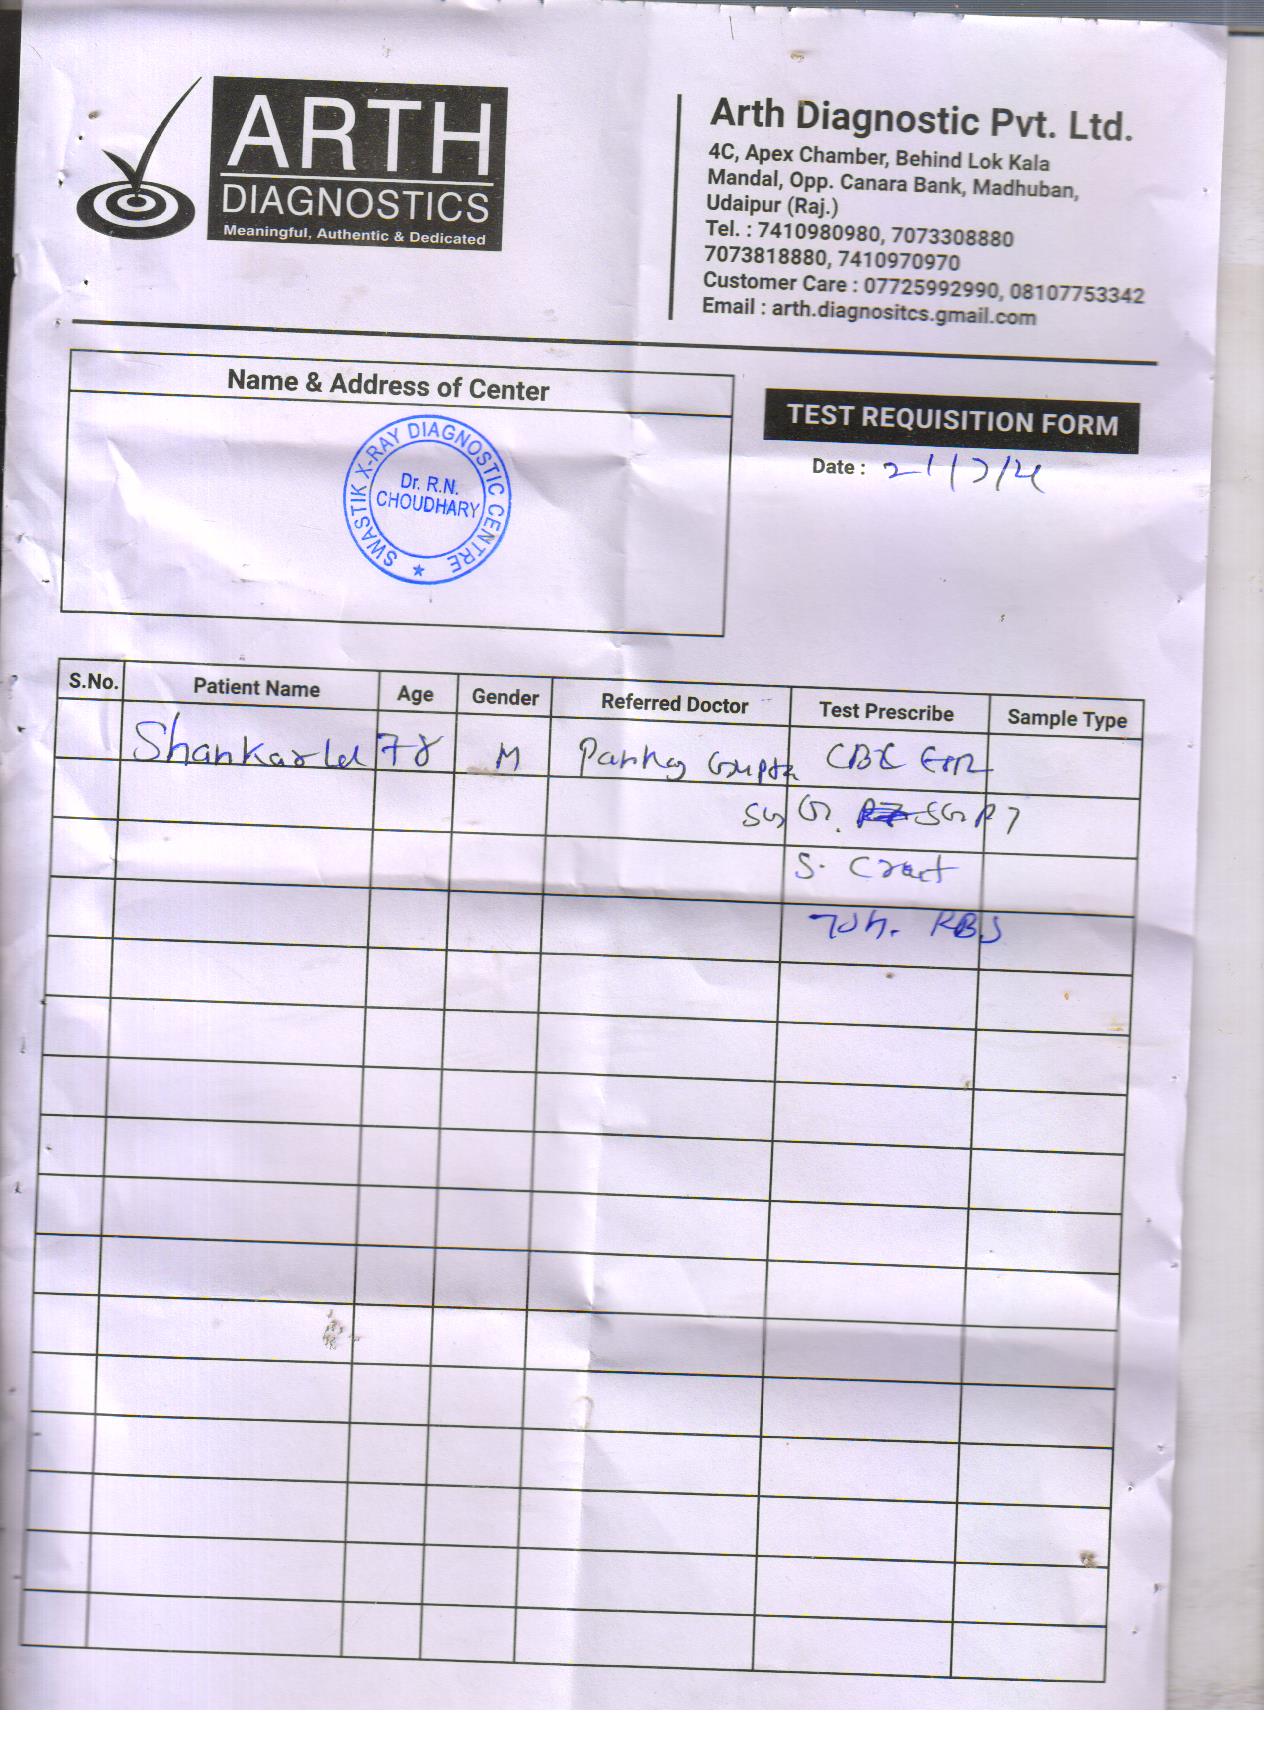 ARTH
DIAGNOSTICS
Meaningful, Authentic & Dedicated
Arth Diagnostic Pvt. Ltd.
4C, Apex Chamber, Behind Lok Kala
Mandal, Opp. Canara Bank, Madhuban,
Udaipur (Raj.)
Tel. : 7410980980, 7073308880
7073818880, 7410970970
Customer Care : 07725992990, 08107753342
Email : arth.diagnositcs.gmail.com
Name & Address of Center
SWASTIK X-RAY DIAGNOSTIC CENTRE
Dr. R.N.
CHOUDHARY
TEST REQUISITION FORM
Date :
S.No. Patient Name Age Gender Referred Doctor Test Prescribe Sample Type
Shankarlal 78 M Pankaj Gupta CBC ESR
SGPT
S. Creat
RBS